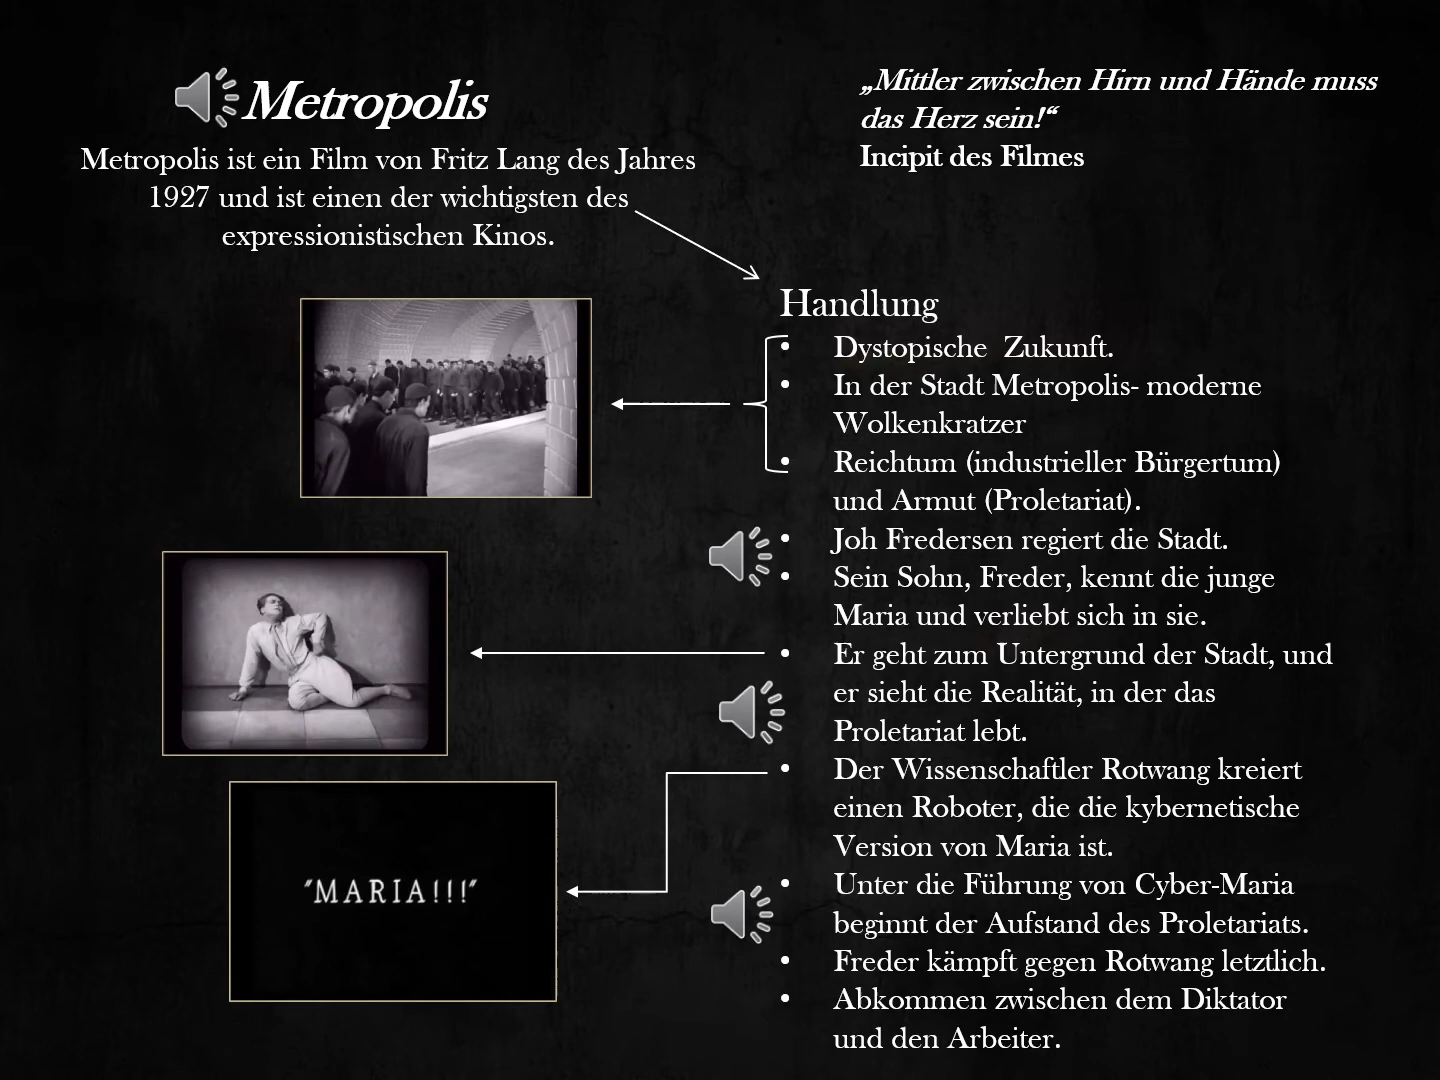 Metropolis
Metropolis ist ein Film von Fritz Lang des Jahres
1927 und ist einen der wichtigsten des
expressionistischen Kinos.
„Mittler zwischen Hirn und Hände muss
das Herz sein!“
Incipit des Filmes
Handlung
• Dystopische  Zukunft.
• In der Stadt Metropolis- moderne
Wolkenkratzer
• Reichtum (industrieller Bürgertum)
und Armut (Proletariat).
• Joh Fredersen regiert die Stadt.
• Sein Sohn, Freder, kennt die junge
Maria und verliebt sich in sie.
• Er geht zum Untergrund der Stadt, und
er sieht die Realität, in der das
Proletariat lebt.
• Der Wissenschaftler Rotwang kreiert
einen Roboter, die die kybernetische
Version von Maria ist.
• Unter die Führung von Cyber-Maria
beginnt der Aufstand des Proletariats.
• Freder kämpft gegen Rotwang letztlich.
• Abkommen zwischen dem Diktator
und den Arbeiter.
"MARIA!!!"